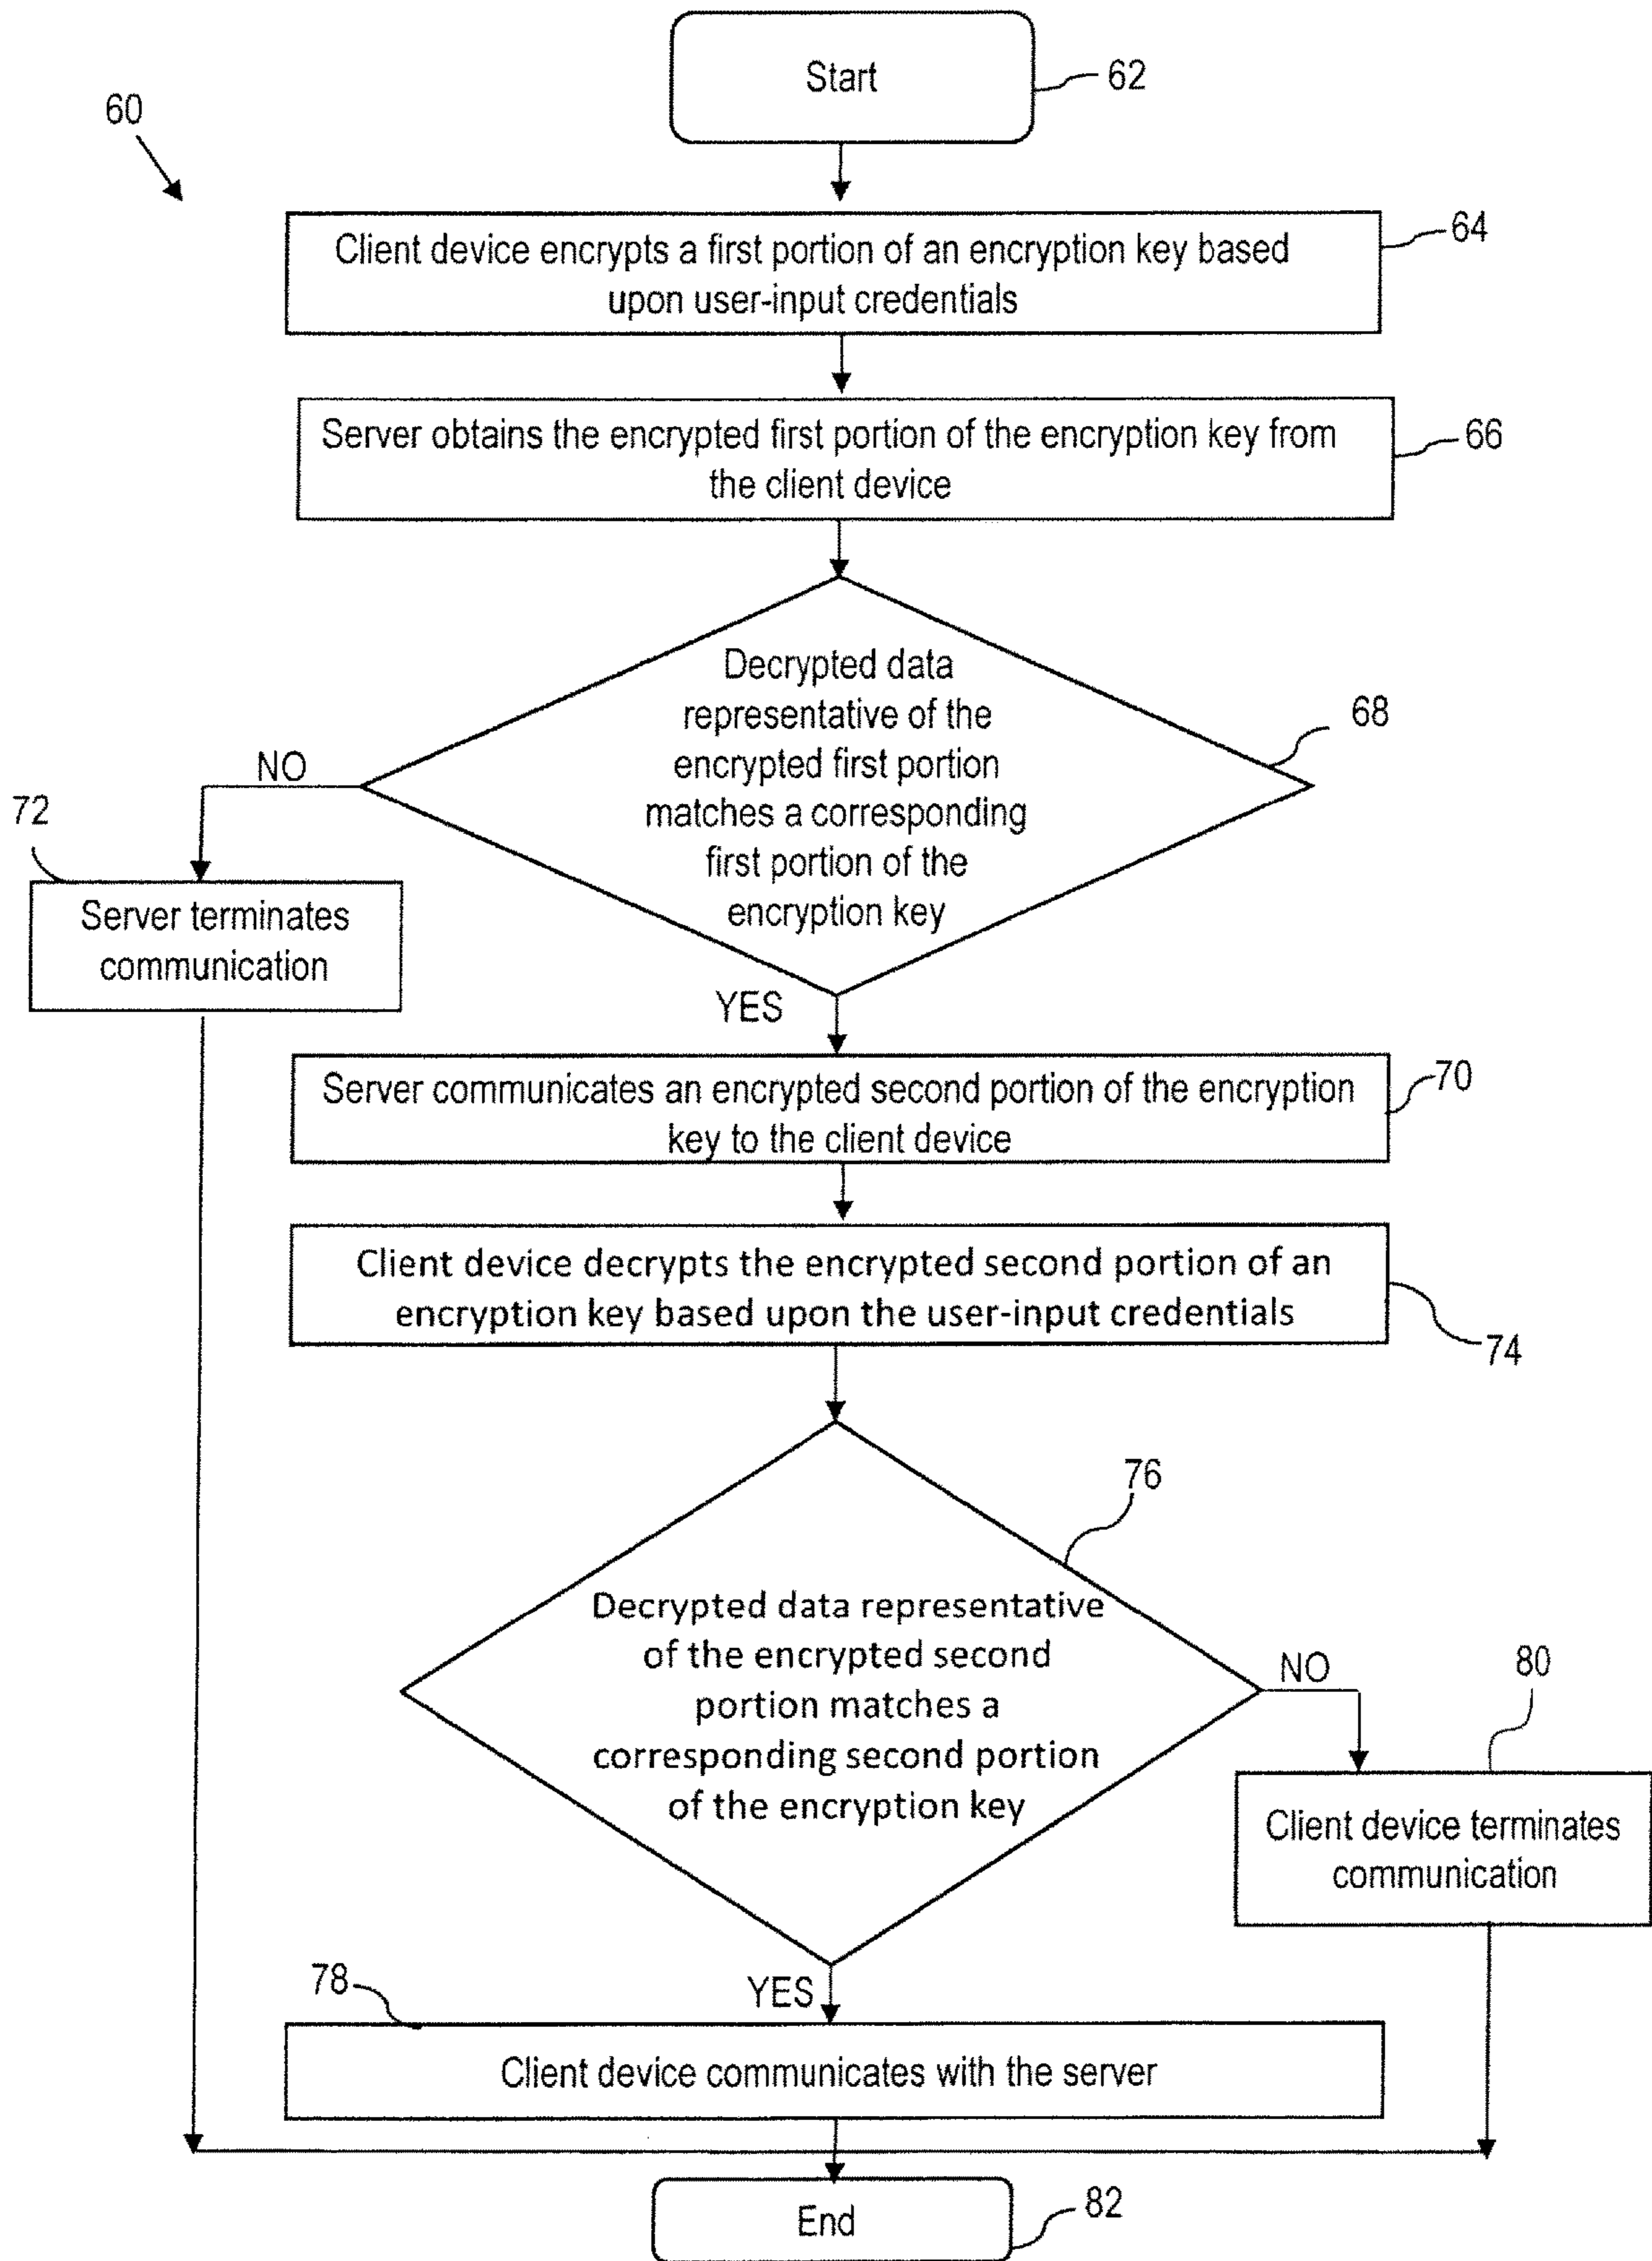 Start
62
60
Client device encrypts a first portion of an encryption key based
upon user-input credentials
64
Server obtains the encrypted first portion of the encryption key from
the client device
66
Decrypted data
representative of the
encrypted first portion
matches a corresponding
first portion of the
encryption key
68
NO
72
Server terminates
communication
YES
Server communicates an encrypted second portion of the encryption
key to the client device
70
Client device decrypts the encrypted second portion of an
encryption key based upon the user-input credentials
74
76
Decrypted data representative
of the encrypted second
portion matches a
corresponding second portion
of the encryption key
NO
80
Client device terminates
communication
YES
78
Client device communicates with the server
End
82